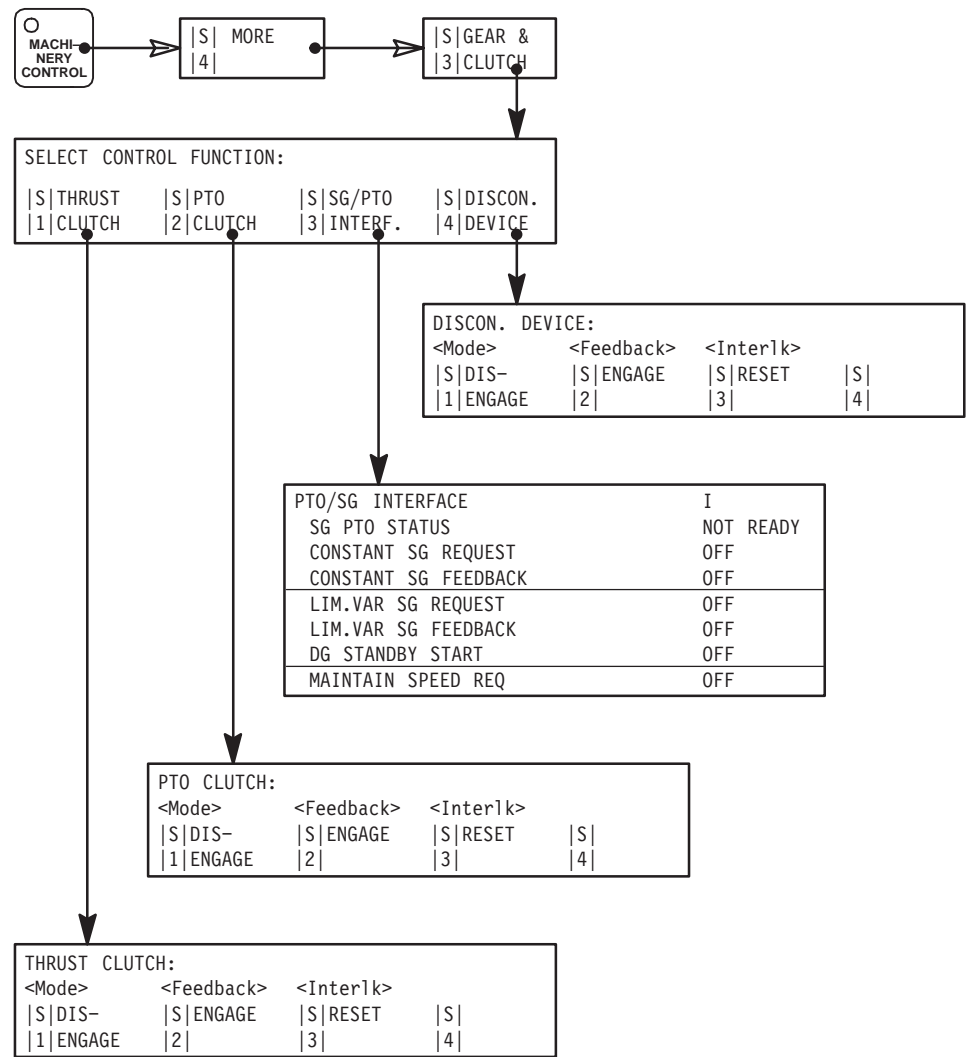 MACHI-
NERY
CONTROL
|S| MORE
|4|
|S|GEAR &
|3|CLUTCH
SELECT CONTROL FUNCTION:
|S|THRUST |S|PTO |S|SG/PTO |S|DISCON.
|1|CLUTCH |2|CLUTCH |3|INTERF. |4|DEVICE
DISCON. DEVICE:
<Mode> <Feedback> <Interlk>
|S|DIS- |S|ENGAGE |S|RESET |S|
|1|ENGAGE |2| |3| |4|
PTO/SG INTERFACE I
SG PTO STATUS NOT READY
CONSTANT SG REQUEST OFF
CONSTANT SG FEEDBACK OFF
LIM.VAR SG REQUEST OFF
LIM.VAR SG FEEDBACK OFF
DG STANDBY START OFF
MAINTAIN SPEED REQ OFF
PTO CLUTCH:
<Mode> <Feedback> <Interlk>
|S|DIS- |S|ENGAGE |S|RESET |S|
|1|ENGAGE |2| |3| |4|
THRUST CLUTCH:
<Mode> <Feedback> <Interlk>
|S|DIS- |S|ENGAGE |S|RESET |S|
|1|ENGAGE |2| |3| |4|